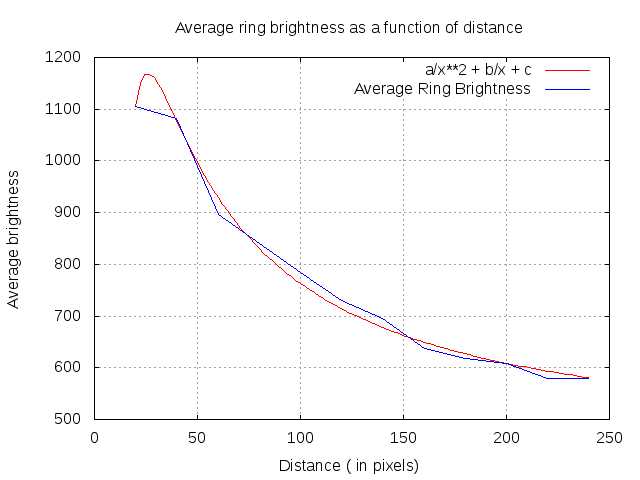 Average ring brightness as a function of distance
a/x**2 + b/x + c
Average Ring Brightness
Average brightness
1200
1100
1000
900
800
700
600
500
0 50 100 150 200 250
Distance ( in pixels)